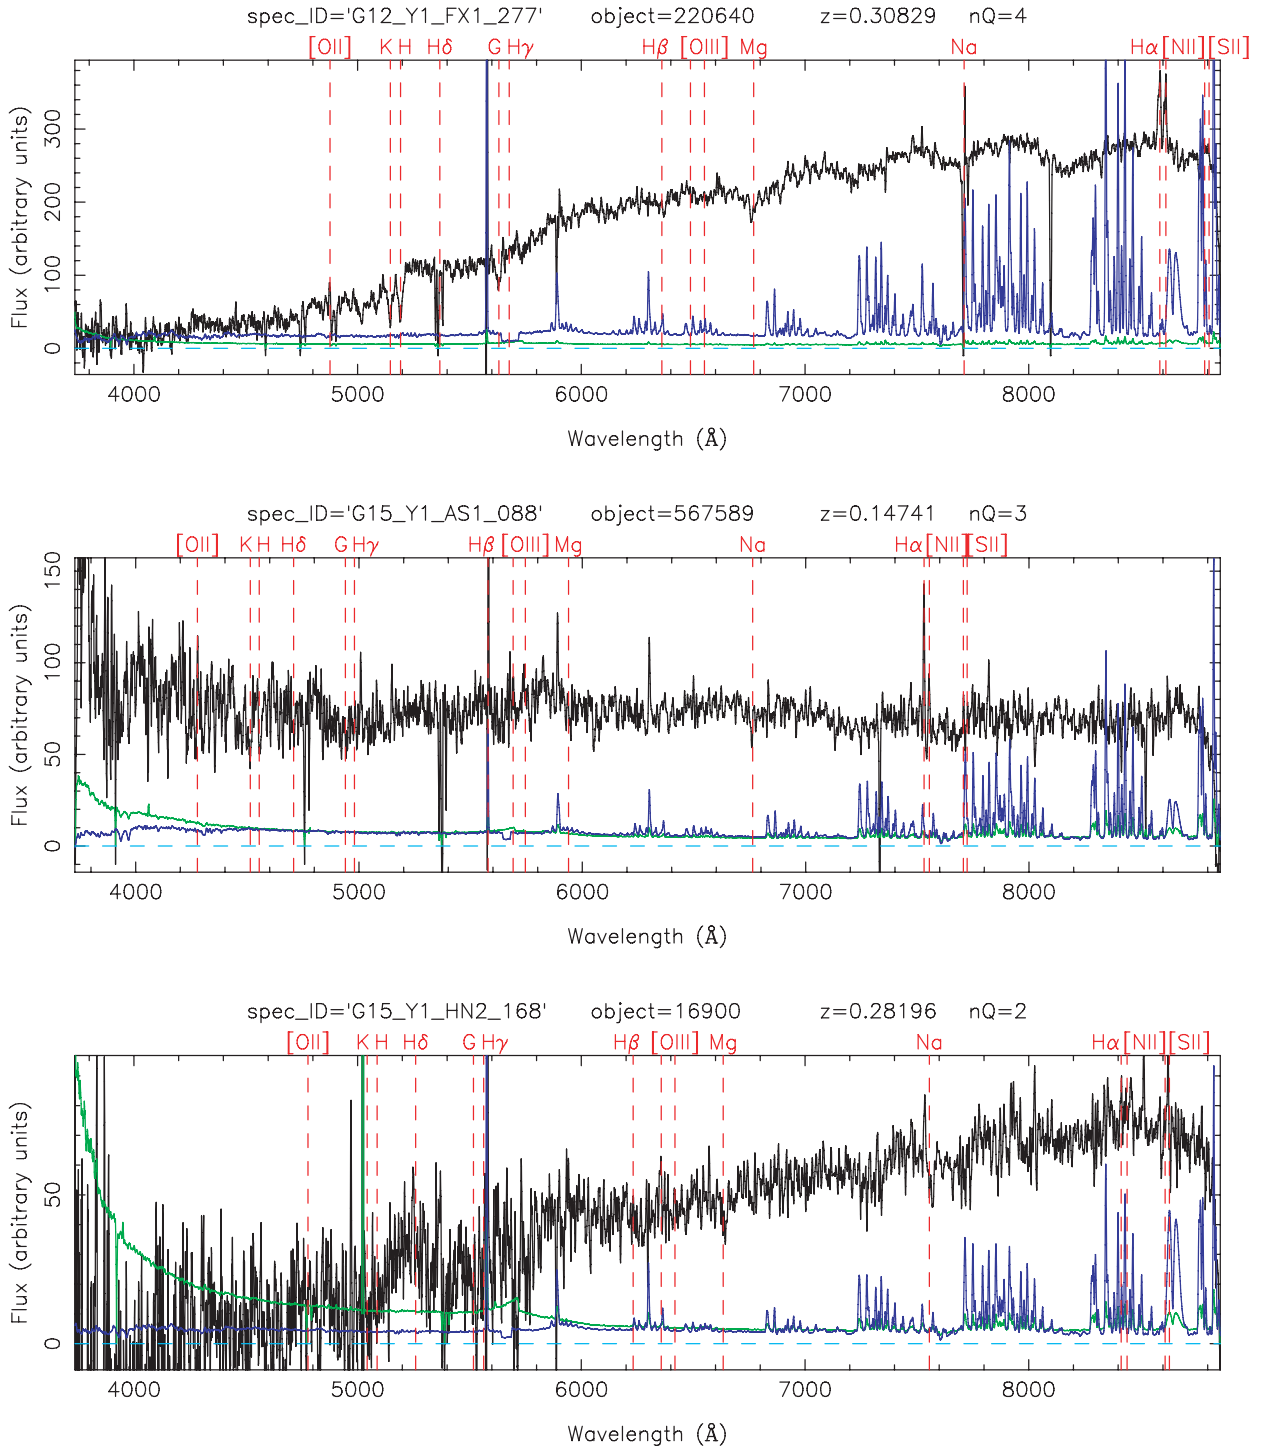 spec_ID='G12_Y1_FX1_277' object=220640 z=0.30829 nQ=4
[OII] K H Hδ G Hγ Hβ [OIII] Mg Na Hα [NII] [SII]
Flux (arbitrary units)
300
200
100
0
4000 5000 6000 7000 8000
Wavelength (Å)
spec_ID='G15_Y1_AS1_088' object=567589 z=0.14741 nQ=3
[OII] K H Hδ G Hγ Hβ [OIII] Mg Na Hα [NII] [SII]
Flux (arbitrary units)
150
100
50
0
4000 5000 6000 7000 8000
Wavelength (Å)
spec_ID='G15_Y1_HN2_168' object=16900 z=0.28196 nQ=2
[OII] K H Hδ G Hγ Hβ [OIII] Mg Na Hα [NII] [SII]
Flux (arbitrary units)
50
0
4000 5000 6000 7000 8000
Wavelength (Å)